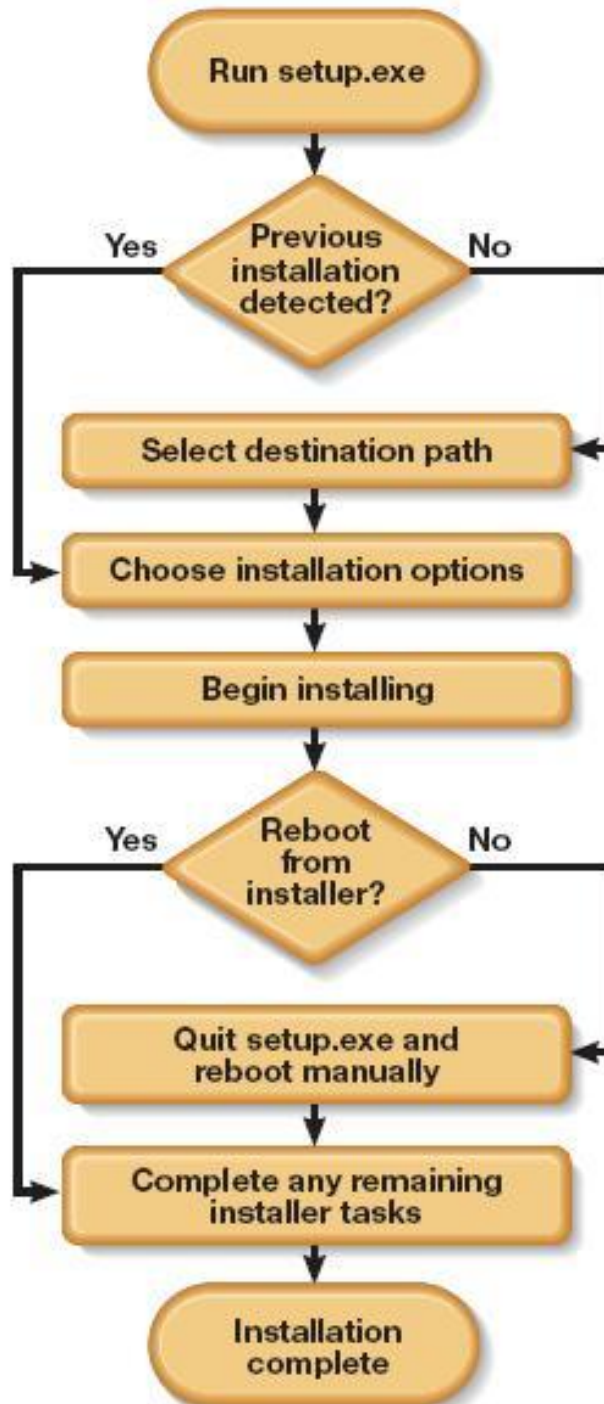 Run setup.exe
Yes
Previous
installation
detected?
No
Select destination path
Choose installation options
Begin installing
Yes
Reboot
from
installer?
No
Quit setup.exe and
reboot manually
Complete any remaining
installer tasks
Installation
complete